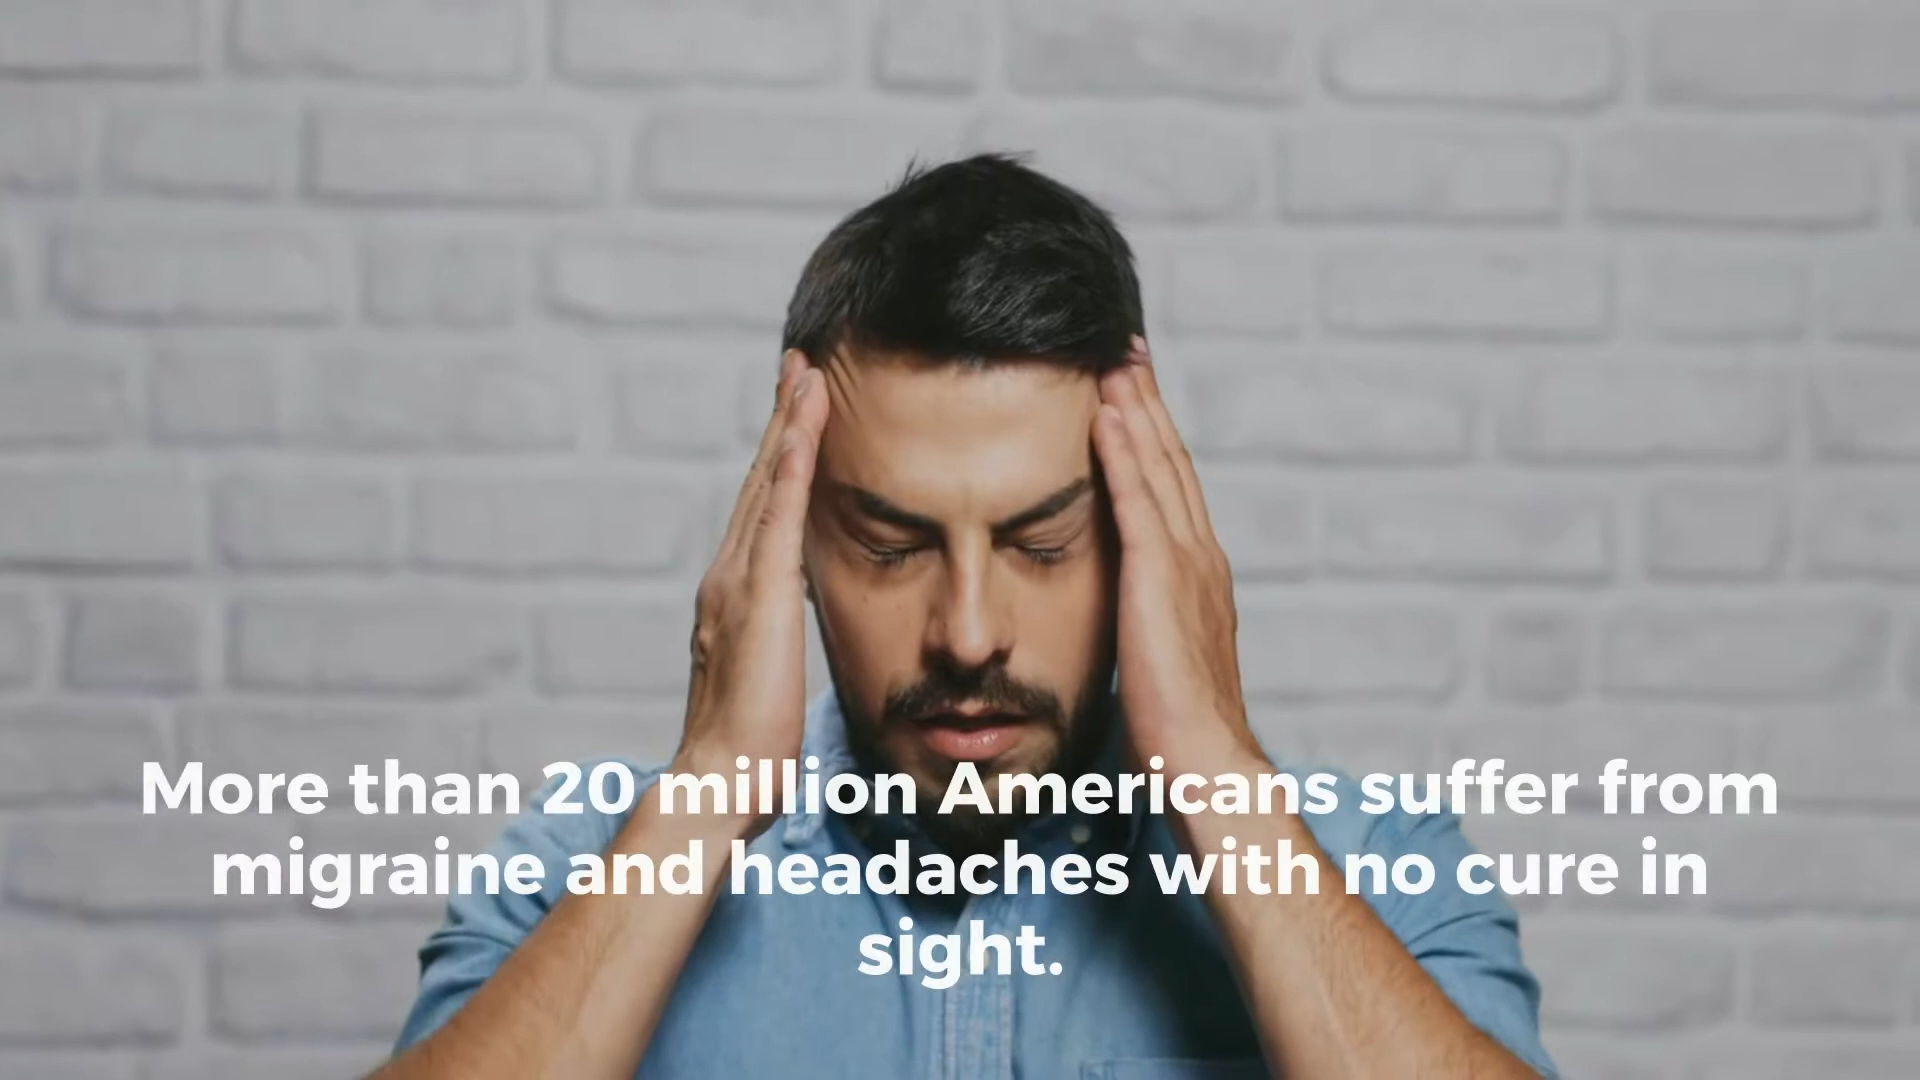 More than 20 million Americans suffer from
migraine and headaches with no cure in
sight.